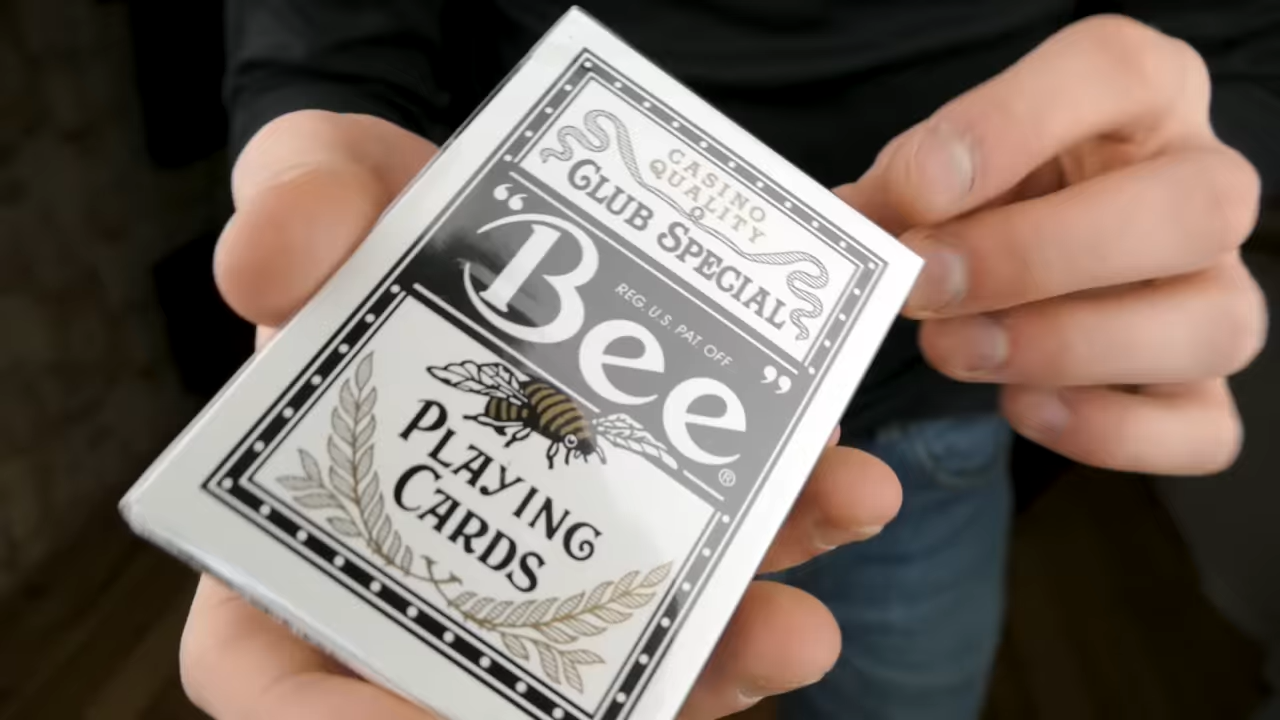 CASINO
QUALITY
CLUB SPECIAL
“Bee”
REG. U.S. PAT. OFF
®
PLAYING
CARDS